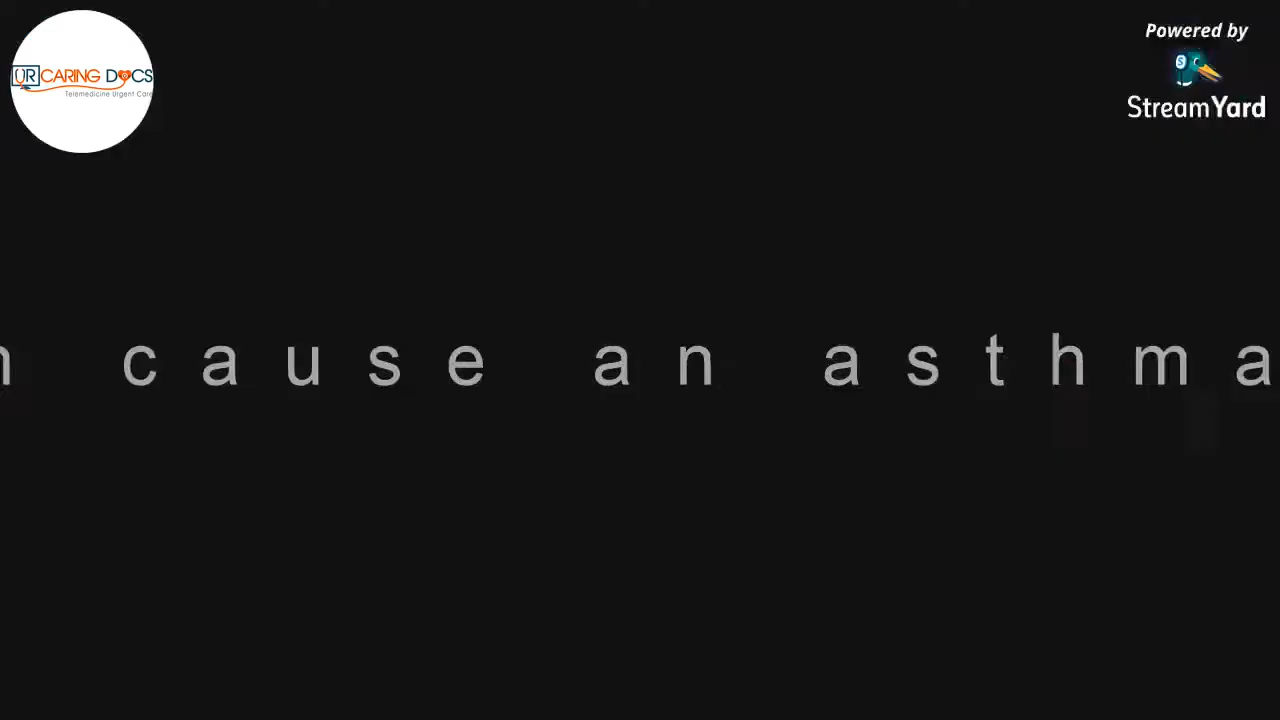 UR CARING DOCS
Telemedicine Urgent Care
Powered by
StreamYard
cause an asthma